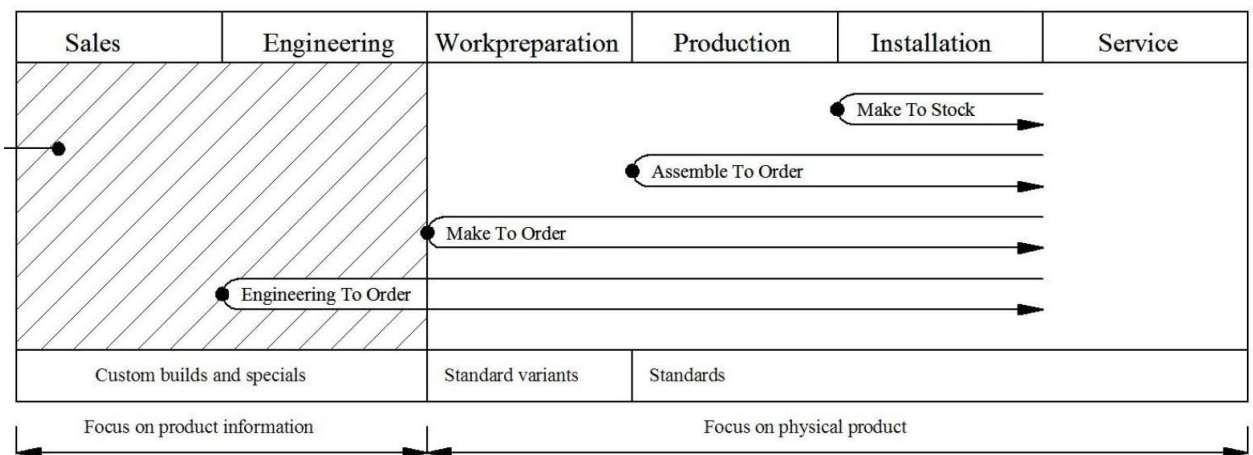 Sales Engineering Workpreparation Production Installation Service
Make To Stock
Assemble To Order
Make To Order
Engineering To Order
Custom builds and specials Standard variants Standards
Focus on product information Focus on physical product